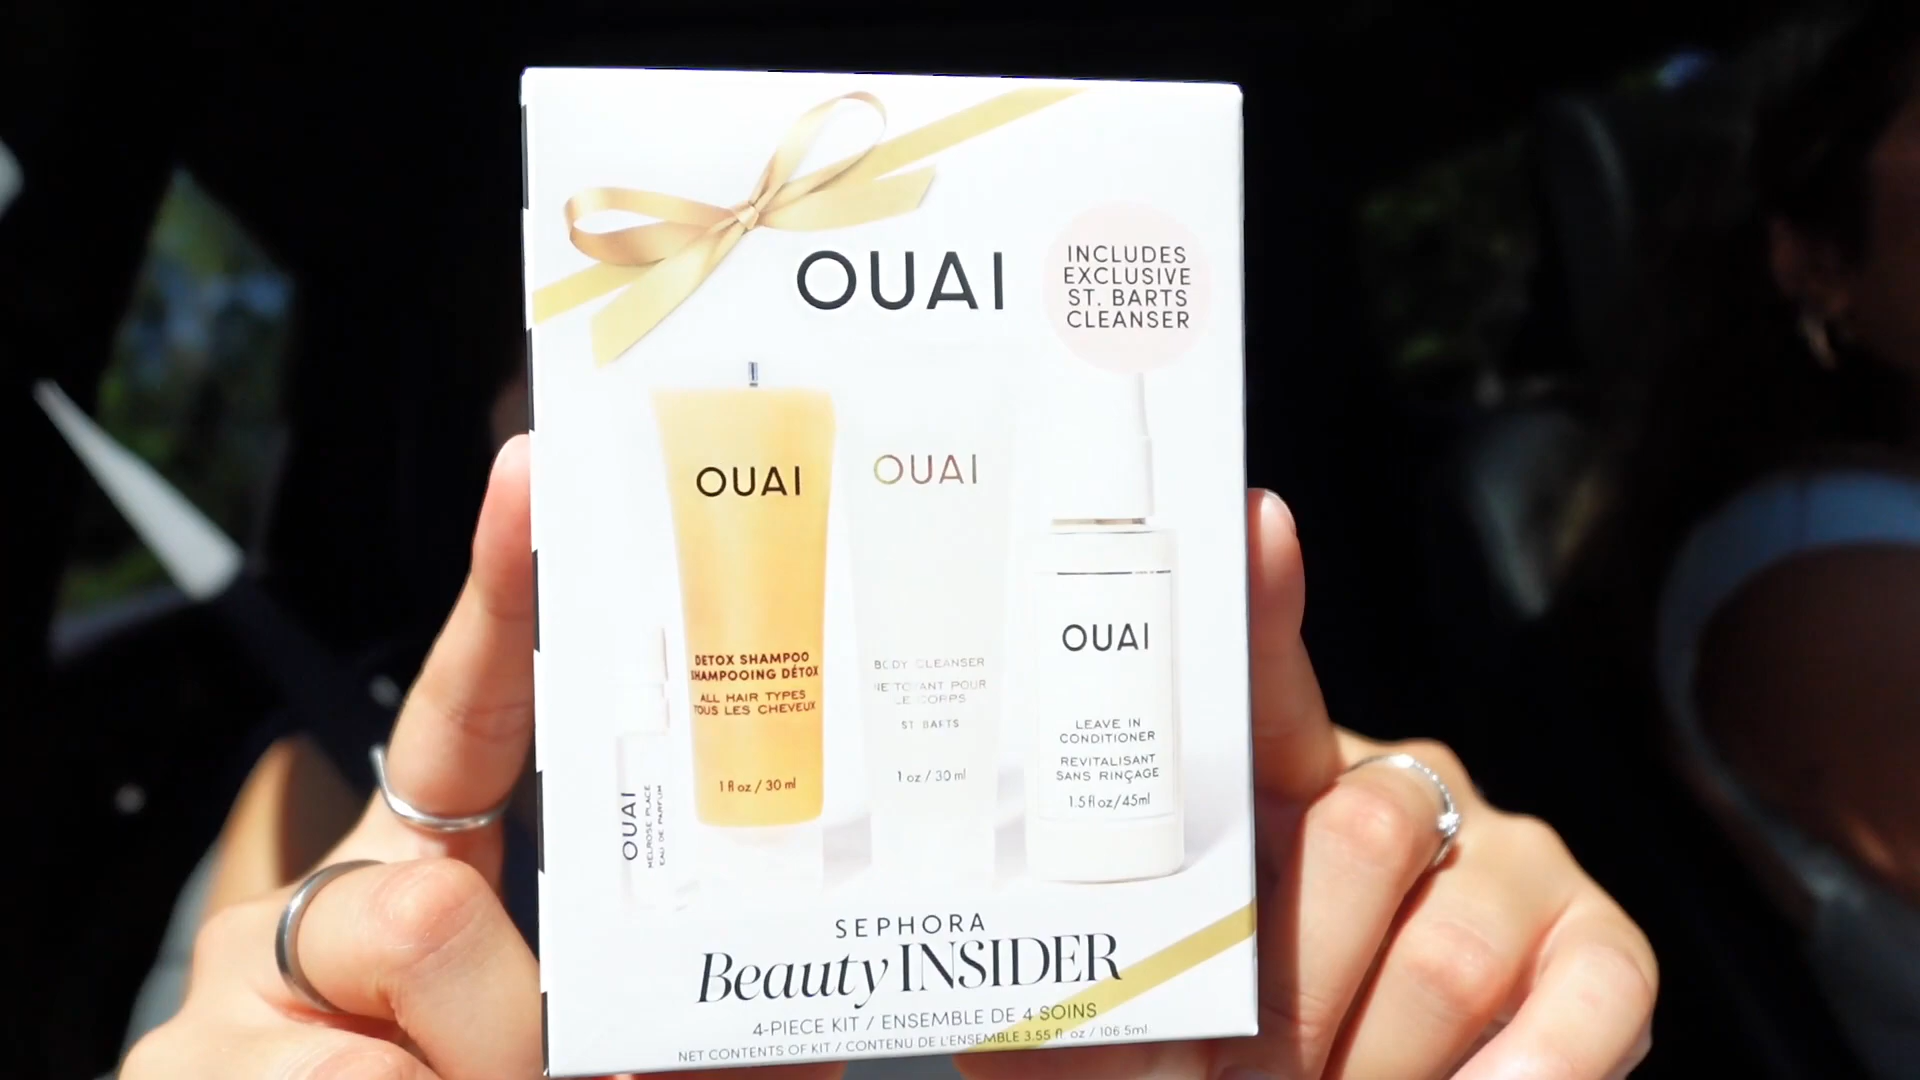 OUAI
INCLUDES
EXCLUSIVE
ST. BARTS
CLEANSER
OUAI
DETOX SHAMPOO
SHAMPOOING DÉTOX
ALL HAIR TYPES
TOUS LES CHEVEUX
1 fl oz / 30 ml
OUAI
BODY CLEANSER
NETTOYANT POUR
LE CORPS
ST. BARTS
1 oz / 30 ml
OUAI
LEAVE IN
CONDITIONER
REVITALISANT
SANS RINÇAGE
1.5 fl oz/45ml
OUAI
MELROSE PLACE
EAU DE PARFUM
SEPHORA
Beauty INSIDER
4-PIECE KIT / ENSEMBLE DE 4 SOINS
NET CONTENTS OF KIT / CONTENU DE L'ENSEMBLE 3.55 fl. oz / 106.5ml